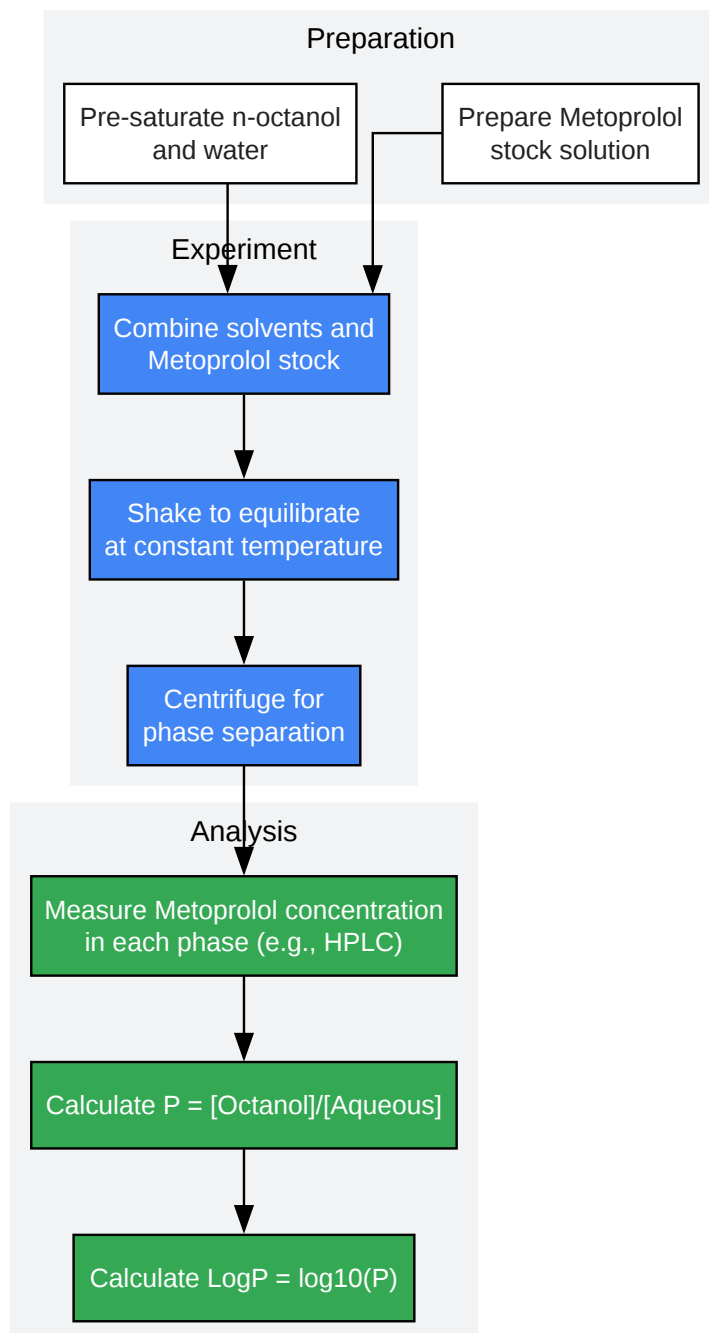 Preparation
Pre-saturate n-octanol
and water
Prepare Metoprolol
stock solution
Experiment
Combine solvents and
Metoprolol stock
Shake to equilibrate
at constant temperature
Centrifuge for
phase separation
Analysis
Measure Metoprolol concentration
in each phase (e.g., HPLC)
Calculate P = [Octanol]/[Aqueous]
Calculate LogP = log10(P)